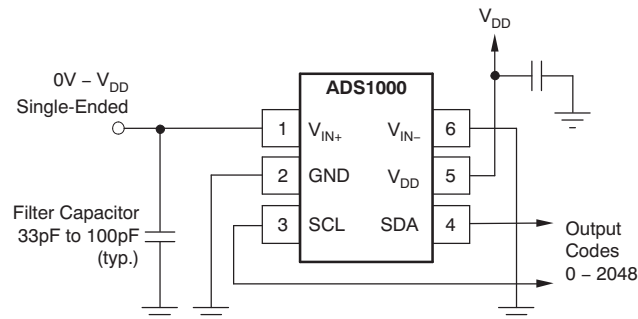 V_DD
0V – V_DD
Single-Ended
ADS1000
1 V_IN+ V_IN– 6
2 GND V_DD 5
3 SCL SDA 4
Filter Capacitor
33pF to 100pF
(typ.)
Output
Codes
0 – 2048